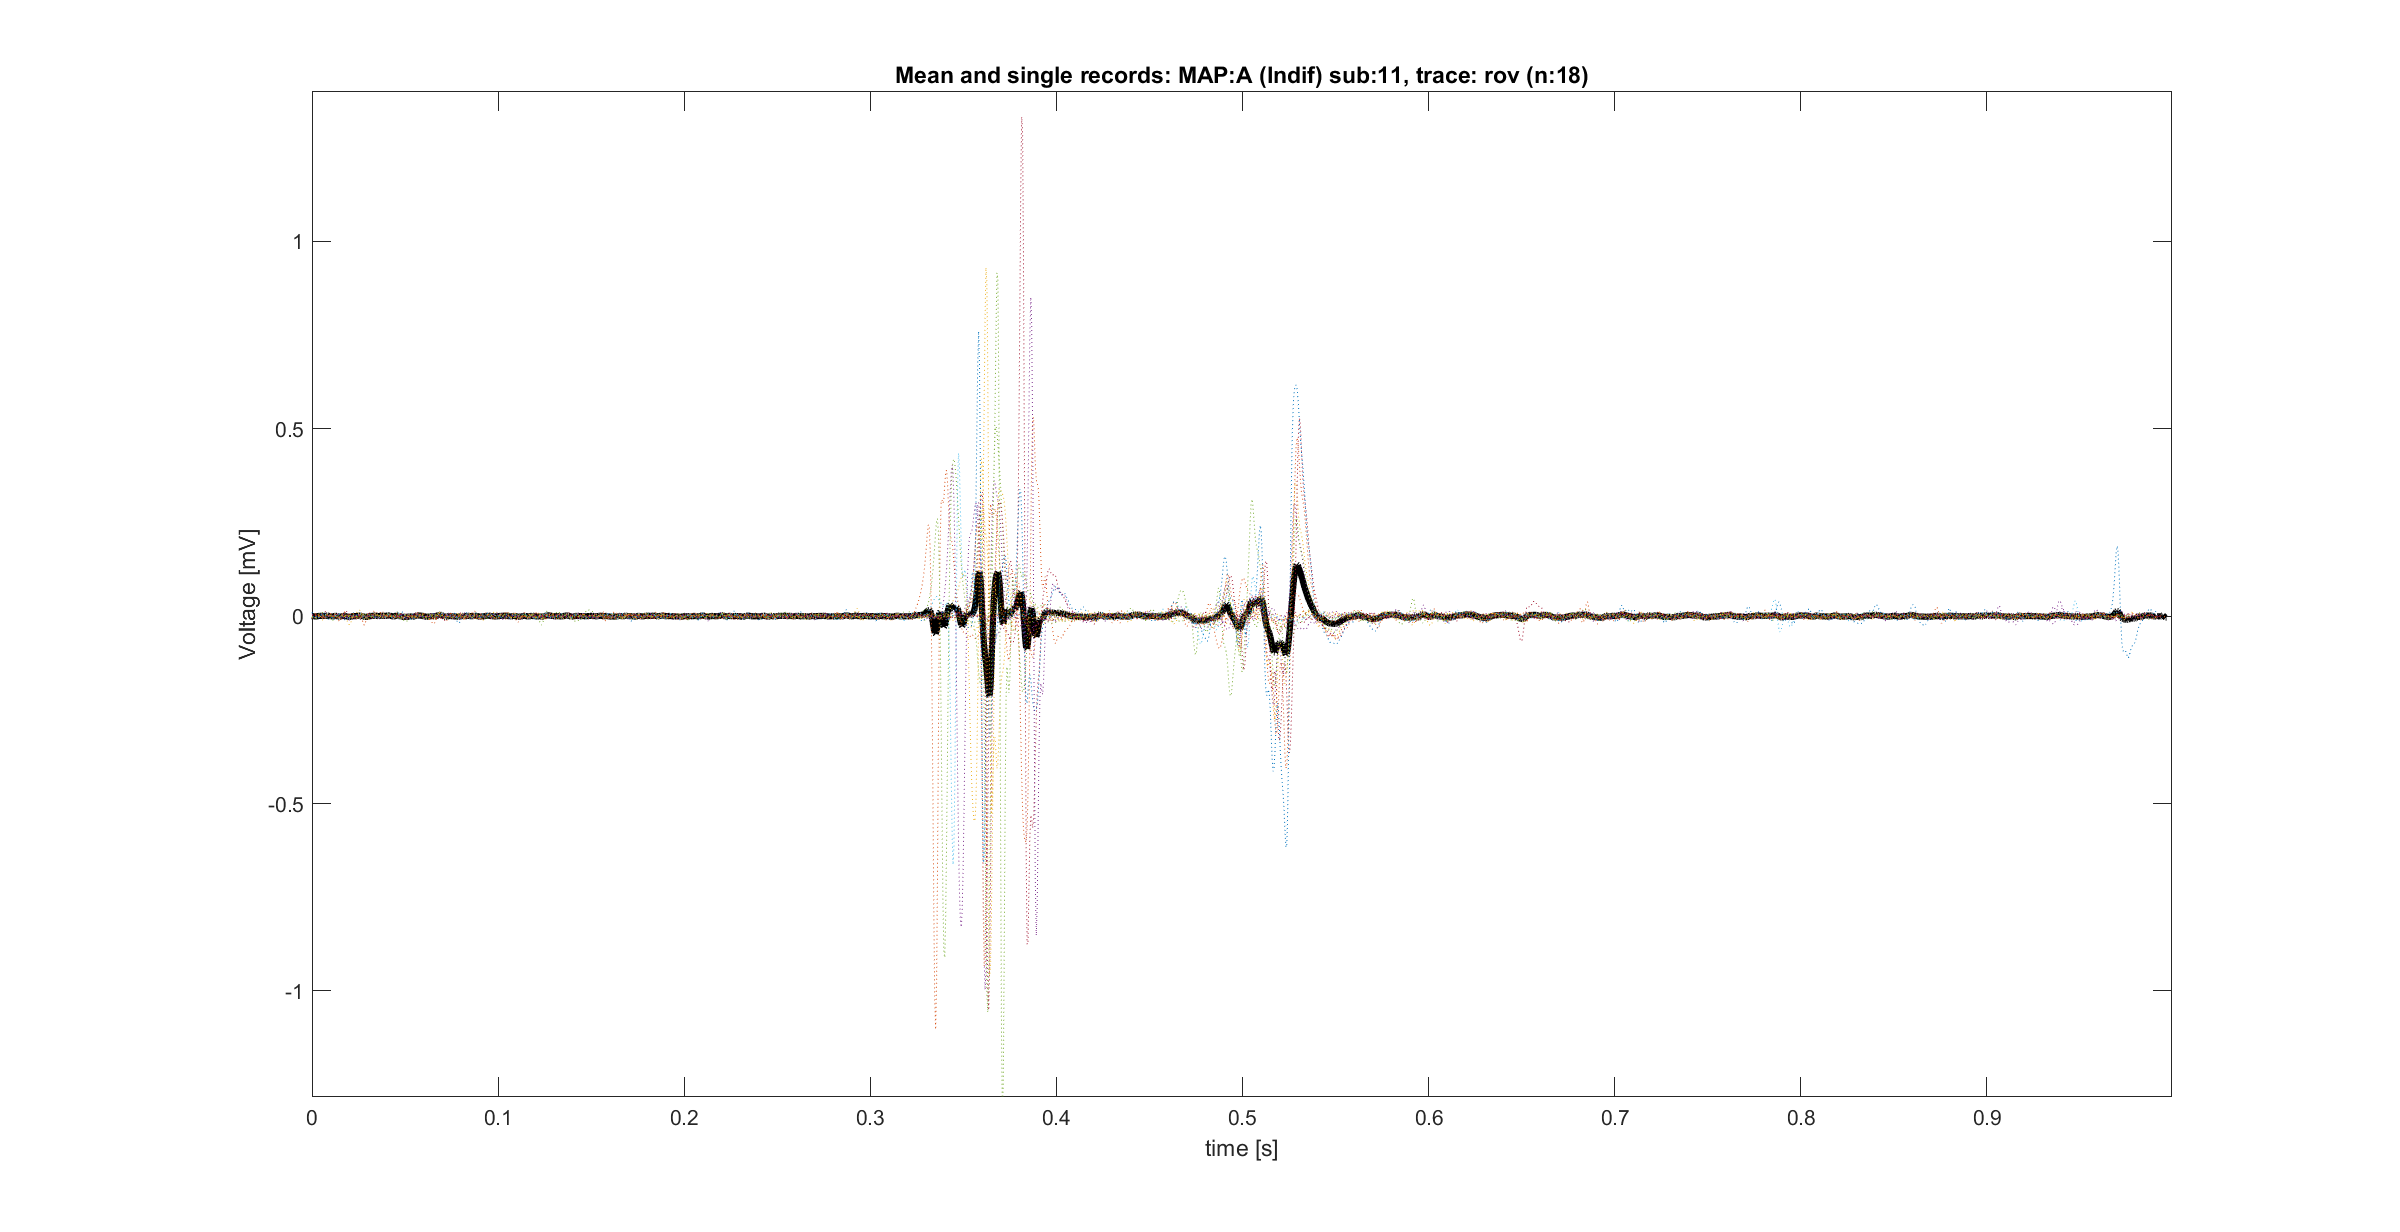 Mean and single records: MAP:A (Indif) sub:11, trace: rov (n:18)
Voltage [mV]
1
0.5
0
-0.5
-1
0 0.1 0.2 0.3 0.4 0.5 0.6 0.7 0.8 0.9
time [s]